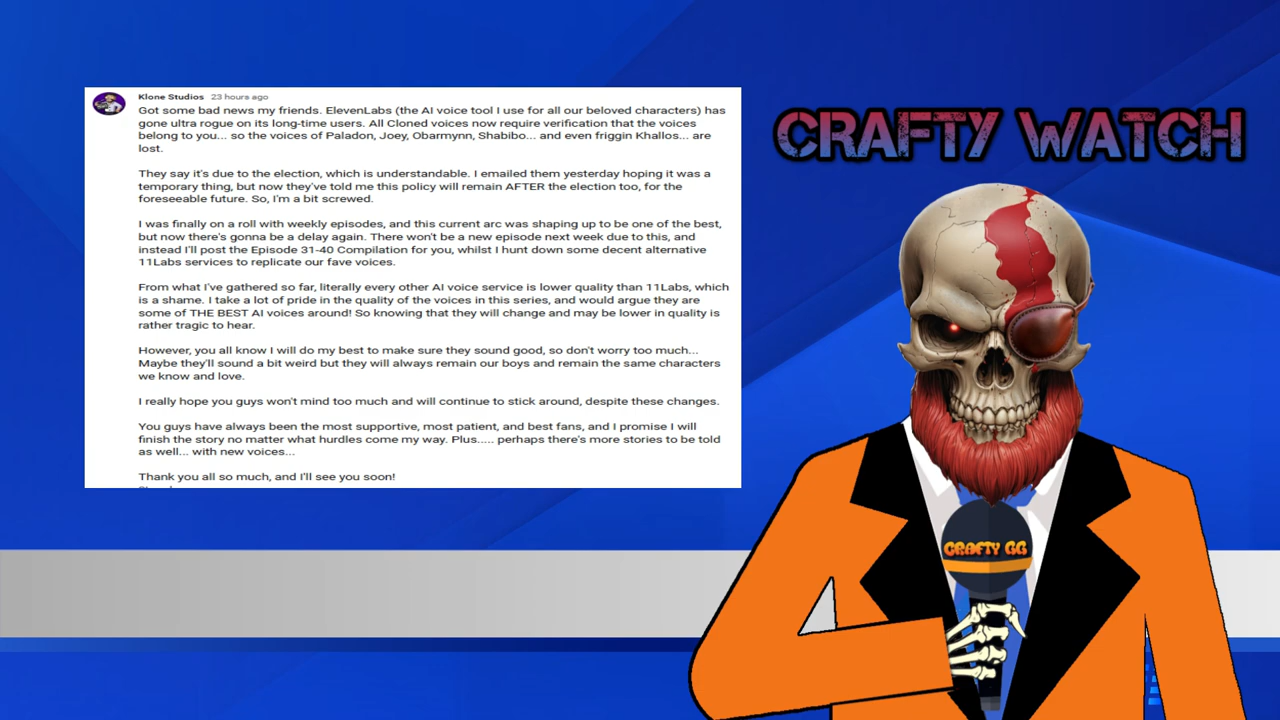 Klone Studios 23 hours ago
Got some bad news my friends. ElevenLabs (the AI voice tool I use for all our beloved characters) has
gone ultra rogue on its long-time users. All Cloned voices now require verification that the voices
belong to you... so the voices of Paladon, Joey, Obarmynn, Shabibo... and even friggin Khallos... are
lost.
They say it's due to the election, which is understandable. I emailed them yesterday hoping it was a
temporary thing, but now they've told me this policy will remain AFTER the election too, for the
foreseeable future. So, I'm a bit screwed.
I was finally on a roll with weekly episodes, and this current arc was shaping up to be one of the best,
but now there's gonna be a delay again. There won't be a new episode next week due to this, and
instead I'll post the Episode 31-40 Compilation for you, whilst I hunt down some decent alternative
11Labs services to replicate our fave voices.
From what I've gathered so far, literally every other AI voice service is lower quality than 11Labs, which
is a shame. I take a lot of pride in the quality of the voices in this series, and would argue they are
some of THE BEST AI voices around! So knowing that they will change and may be lower in quality is
rather tragic to hear.
However, you all know I will do my best to make sure they sound good, so don't worry too much...
Maybe they'll sound a bit weird but they will always remain our boys and remain the same characters
we know and love.
I really hope you guys won't mind too much and will continue to stick around, despite these changes.
You guys have always been the most supportive, most patient, and best fans, and I promise I will
finish the story no matter what hurdles come my way. Plus..... perhaps there's more stories to be told
as well... with new voices...
Thank you all so much, and I'll see you soon!
CRAFTY WATCH
CRAFTY GG